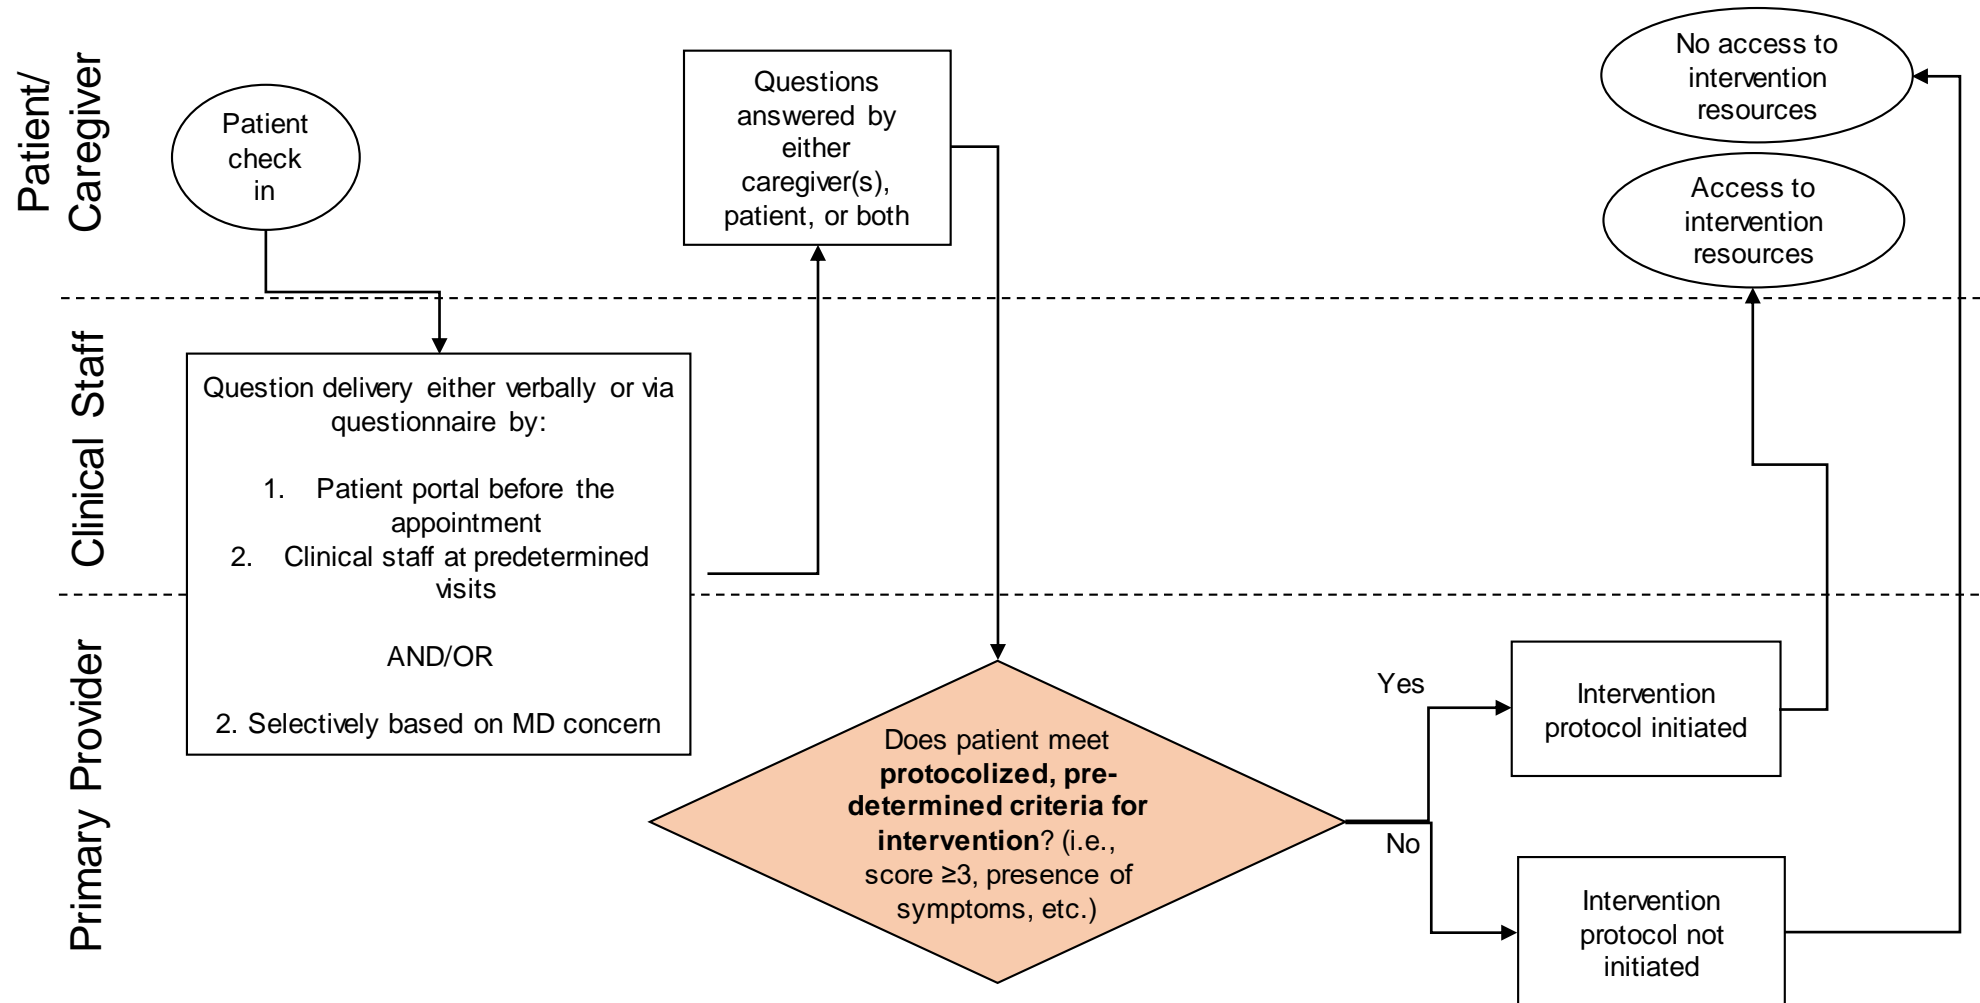 Patient/
Caregiver
Patient
check
in
Questions
answered by
either
caregiver(s),
patient, or both
No access to
intervention
resources
Access to
intervention
resources
Clinical Staff
Question delivery either verbally or via
questionnaire by:
1. Patient portal before the
appointment
2. Clinical staff at predetermined
visits
AND/OR
2. Selectively based on MD concern
Primary Provider
Does patient meet
protocolized, pre-
determined criteria for
intervention? (i.e.,
score ≥3, presence of
symptoms, etc.)
Yes
No
Intervention
protocol initiated
Intervention
protocol not
initiated